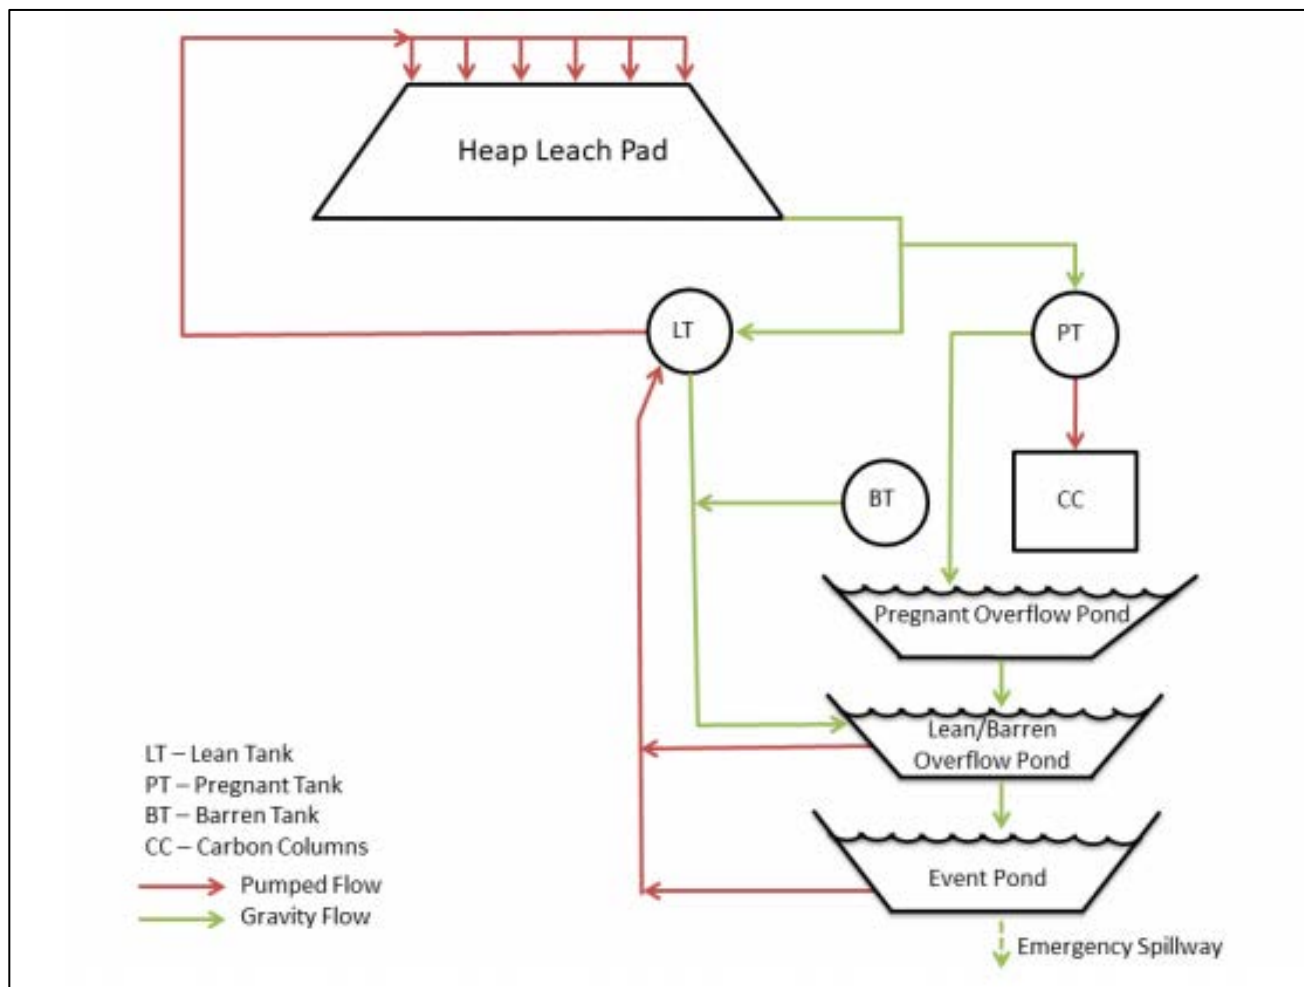 Heap Leach Pad
LT
PT
BT
CC
Pregnant Overflow Pond
Lean/Barren
Overflow Pond
Event Pond
Emergency Spillway
LT – Lean Tank
PT – Pregnant Tank
BT – Barren Tank
CC – Carbon Columns
Pumped Flow
Gravity Flow